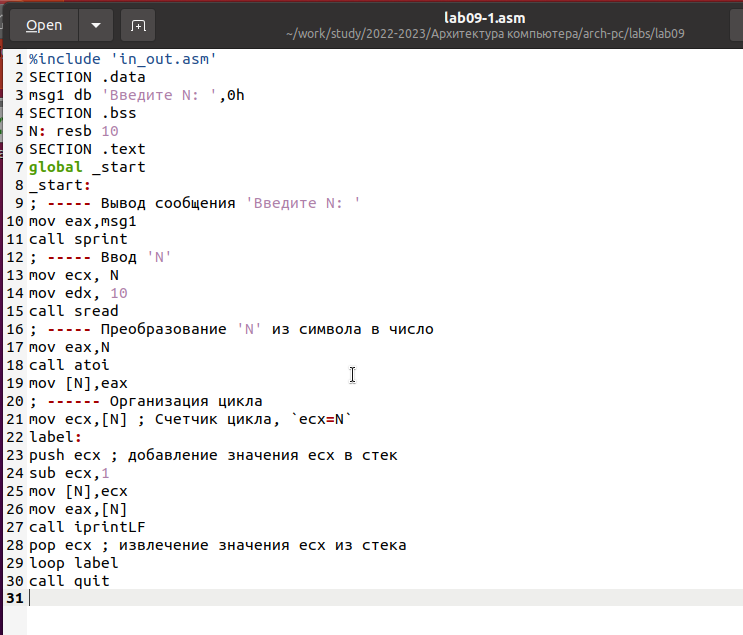 Open
lab09-1.asm
~/work/study/2022-2023/Архитектура компьютера/arch-pc/labs/lab09
1 %include 'in_out.asm'
2 SECTION .data
3 msg1 db 'Введите N: ',0h
4 SECTION .bss
5 N: resb 10
6 SECTION .text
7 global _start
8 _start:
9 ; ----- Вывод сообщения 'Введите N: '
10 mov eax,msg1
11 call sprint
12 ; ----- Ввод 'N'
13 mov ecx, N
14 mov edx, 10
15 call sread
16 ; ----- Преобразование 'N' из символа в число
17 mov eax,N
18 call atoi
19 mov [N],eax
20 ; ------ Организация цикла
21 mov ecx,[N] ; Счетчик цикла, `ecx=N`
22 label:
23 push ecx ; добавление значения ecx в стек
24 sub ecx,1
25 mov [N],ecx
26 mov eax,[N]
27 call iprintLF
28 pop ecx ; извлечение значения ecx из стека
29 loop label
30 call quit
31